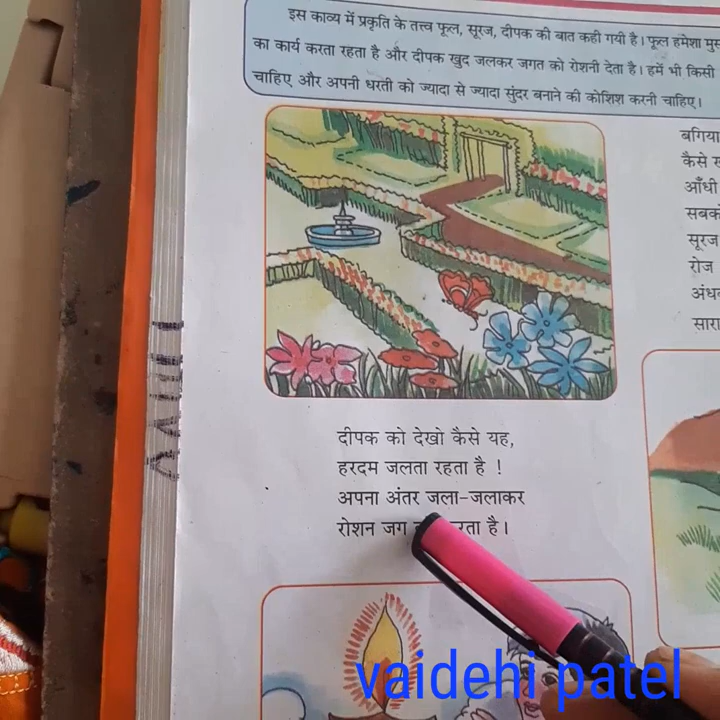 इस काव्य में प्रकृति के तत्त्व फूल, सूरज, दीपक की बात कही गयी है। फूल हमेशा
का कार्य करता रहता है और दीपक खुद जलकर जगत को रोशनी देता है। हमें भी किसी
चाहिए और अपनी धरती को ज्यादा से ज्यादा सुंदर बनाने की कोशिश करनी चाहिए।
बगिया
कैसे
आँधी
सूरज
रोज
दीपक को देखो कैसे यह,
हरदम जलता रहता है !
अपना अंतर जला-जलाकर
रोशन जग है।
vaidehi patel